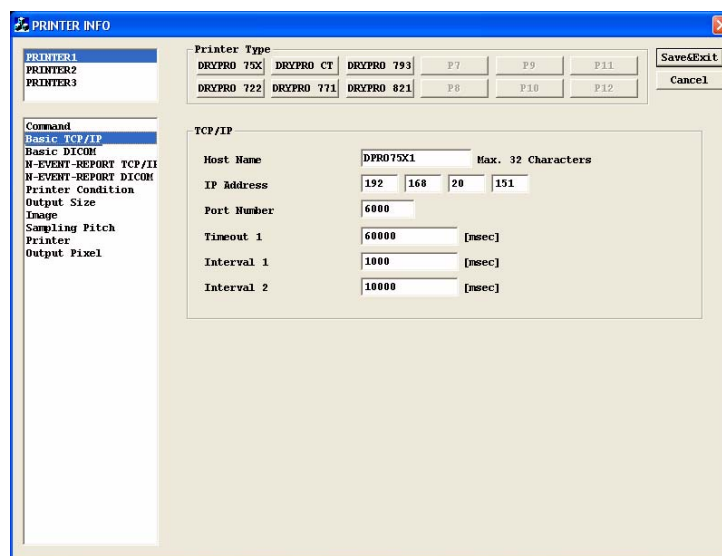 PRINTER INFO
PRINTER1
PRINTER2
PRINTER3
Printer Type
DRYPRO 75X DRYPRO CT DRYPRO 793 P7 P9 P11
DRYPRO 722 DRYPRO 771 DRYPRO 821 P8 P10 P12
Save&Exit
Cancel
Command
Basic TCP/IP
Basic DICOM
N-EVENT-REPORT TCP/IP
N-EVENT-REPORT DICOM
Printer Condition
Output Size
Image
Sampling Pitch
Printer
Output Pixel
TCP/IP
Host Name DPRO75X1 Max. 32 Characters
IP Address 192 168 20 151
Port Number 6000
Timeout 1 60000 [msec]
Interval 1 1000 [msec]
Interval 2 10000 [msec]